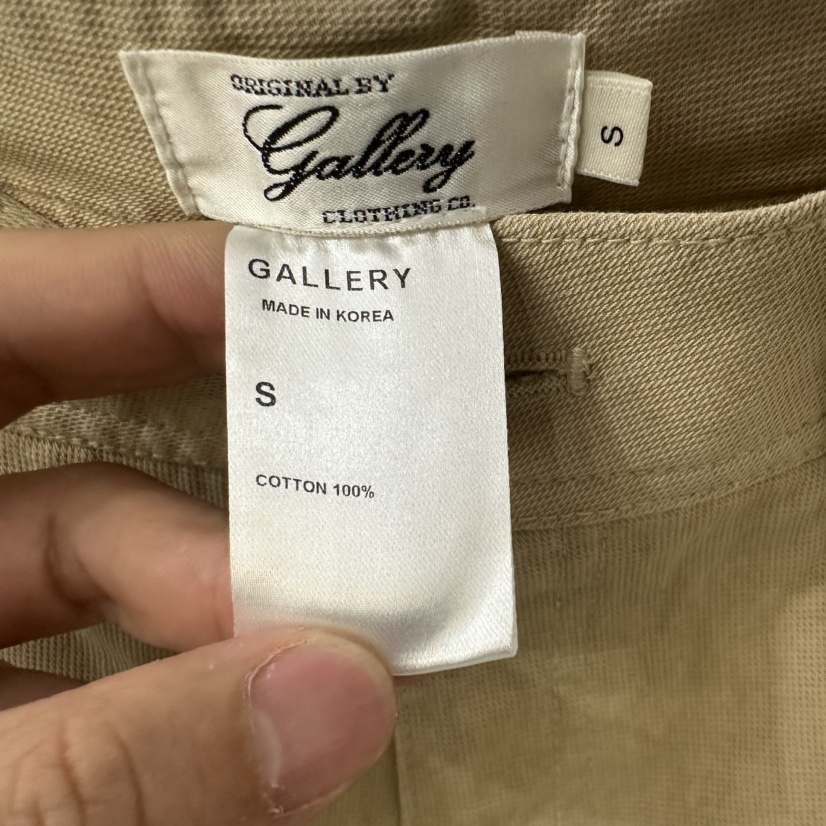 ORIGINAL BY
Gallery
CLOTHING CO.
S
GALLERY
MADE IN KOREA
S
COTTON 100%